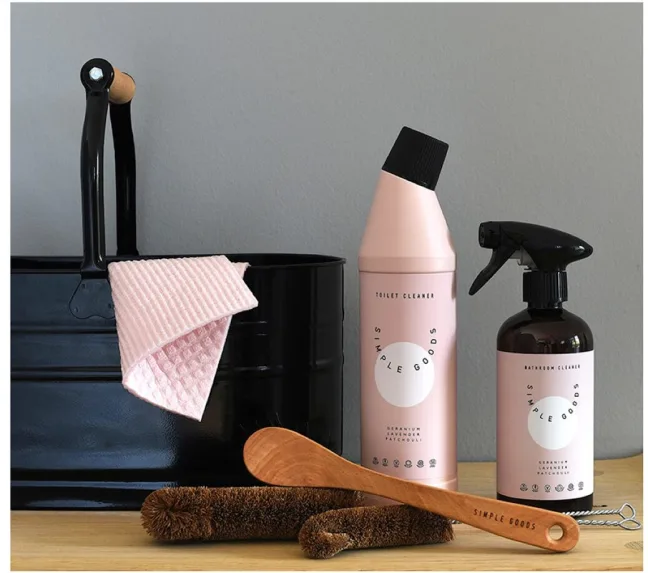 TOILET CLEANER
SIMPLE GOODS
GERANIUM
LAVENDER
PATCHOULI
BATHROOM CLEANER
SIMPLE GOODS
GERANIUM
LAVENDER
PATCHOULI
SIMPLE GOODS